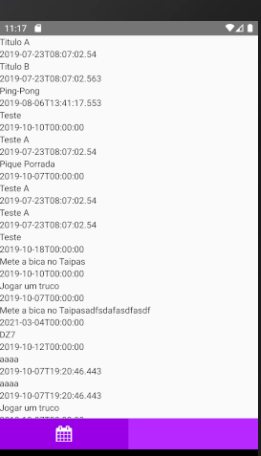 11:17
Titulo A
2019-07-23T08:07:02.54
Titulo B
2019-07-23T08:07:02.563
Ping-Pong
2019-08-06T13:41:17.553
Teste
2019-10-10T00:00:00
Teste A
2019-07-23T08:07:02.54
Pique Porrada
2019-10-07T00:00:00
Teste A
2019-07-23T08:07:02.54
Teste A
2019-07-23T08:07:02.54
Teste
2019-10-18T00:00:00
Mete a bica no Taipas
2019-10-10T00:00:00
Jogar um truco
2019-10-07T00:00:00
Mete a bica no Taipasadfsdafasdfasdf
2021-03-04T00:00:00
DZ7
2019-10-12T00:00:00
aaaa
2019-10-07T19:20:46.443
aaaa
2019-10-07T19:20:46.443
Jogar um truco